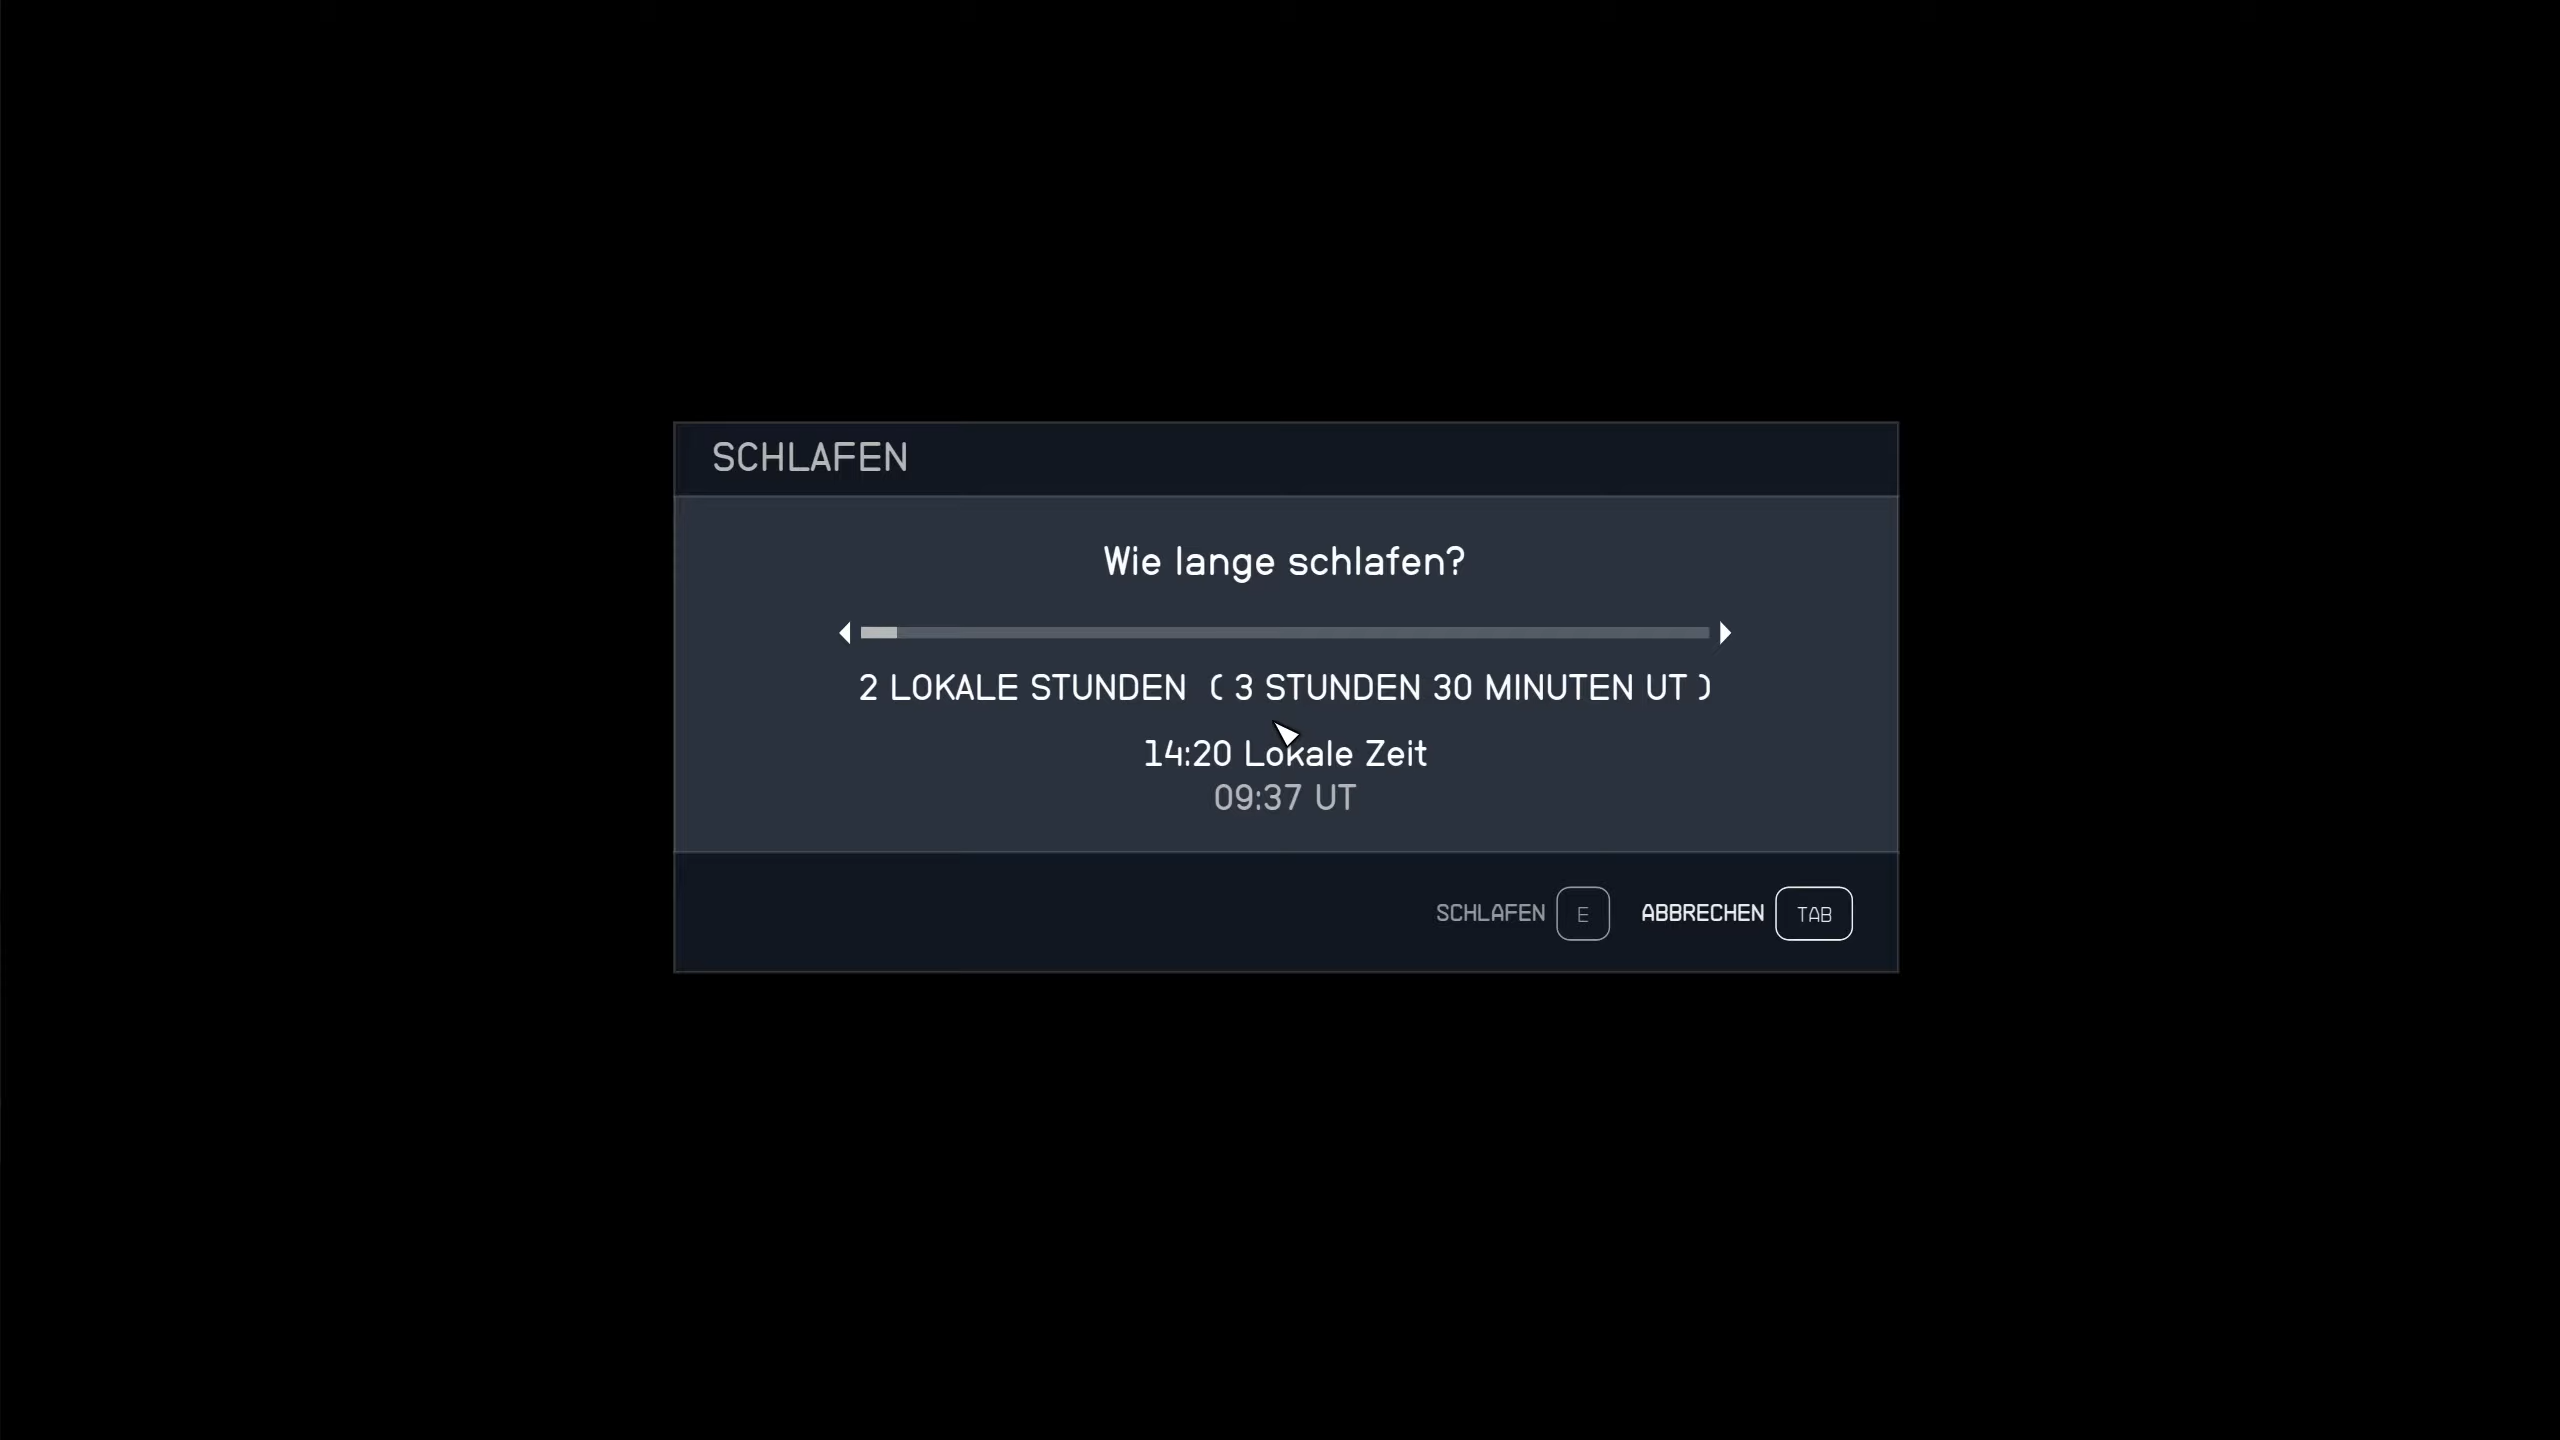 SCHLAFEN
Wie lange schlafen?
2 LOKALE STUNDEN ( 3 STUNDEN 30 MINUTEN UT )
14:20 Lokale Zeit
09:37 UT
SCHLAFEN E ABBRECHEN TAB